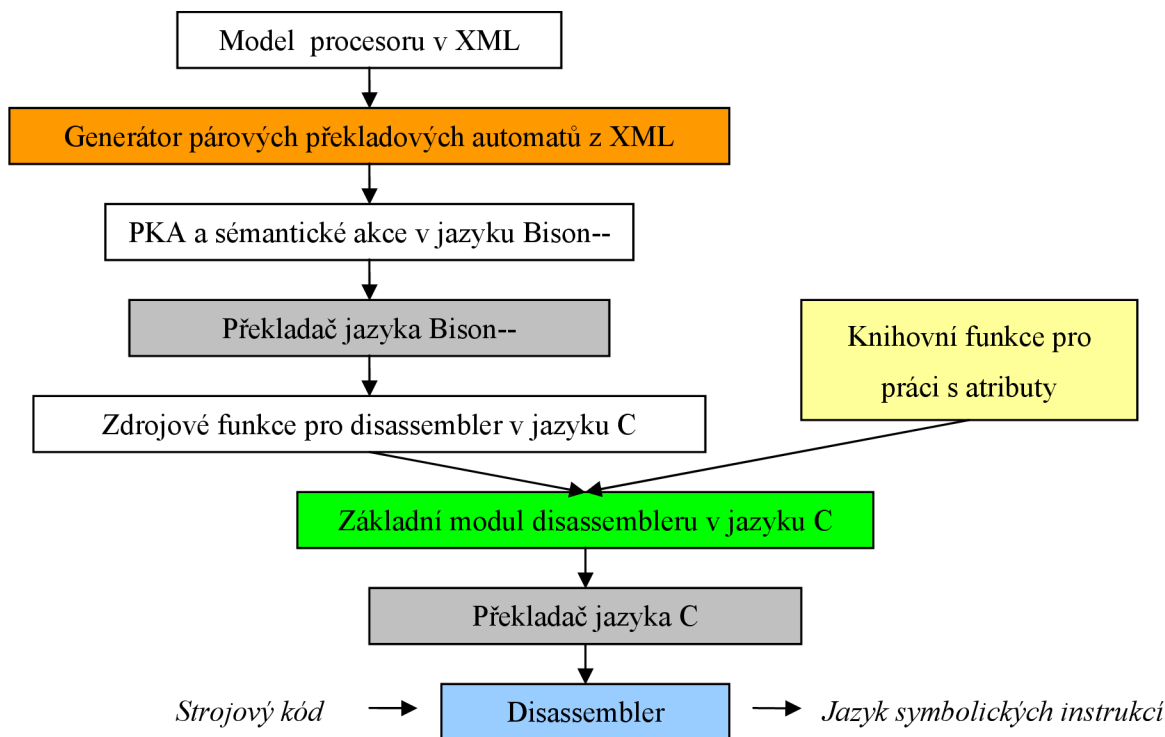 Model procesoru v XML
Generátor párových překladových automatů z XML
PKA a sémantické akce v jazyku Bison--
Překladač jazyka Bison--
Knihovní funkce pro
práci s atributy
Zdrojové funkce pro disassembler v jazyku C
Základní modul disassembleru v jazyku C
Překladač jazyka C
Strojový kód
Disassembler
Jazyk symbolických instrukcí